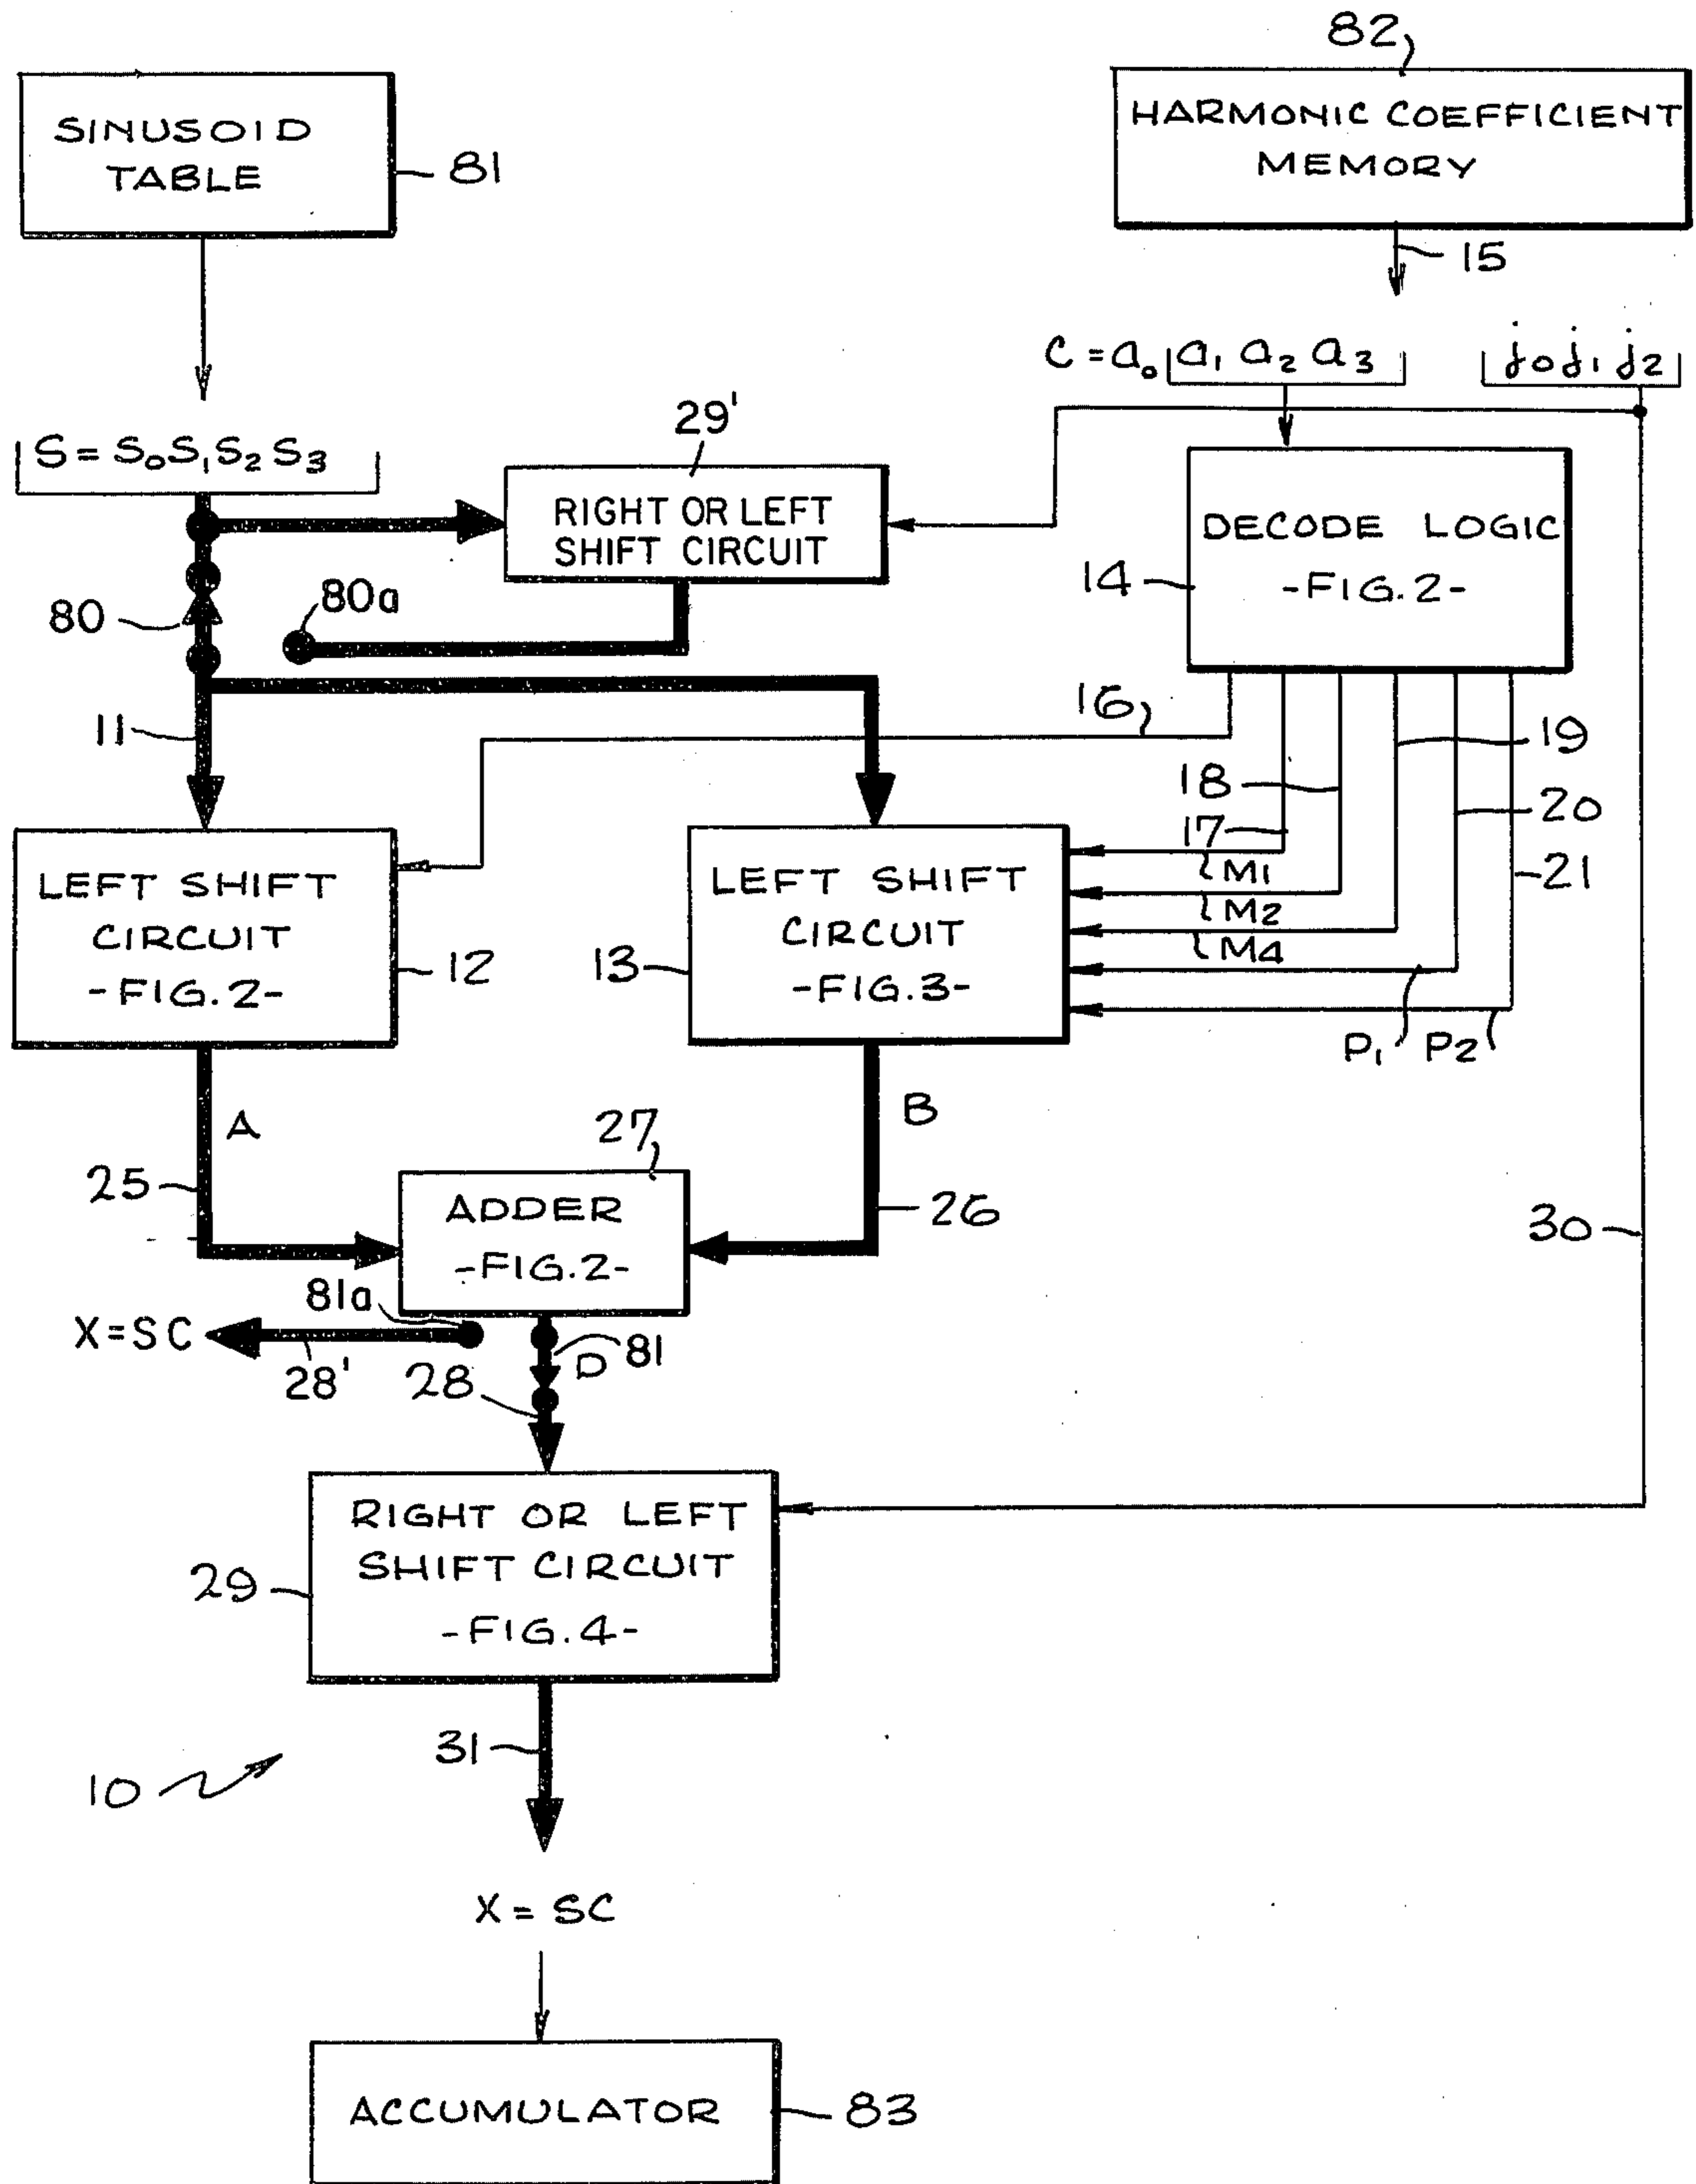 82
SINUSOID
TABLE
81
HARMONIC COEFFICIENT
MEMORY
15
C = a₀ a₁ a₂ a₃
j₀ j₁ j₂
S = S₀ S₁ S₂ S₃
29'
RIGHT OR LEFT
SHIFT CIRCUIT
DECODE LOGIC
-FIG. 2-
14
80
80a
11
16
19
18
20
17
21
M1
M2
M4
P₁ P2
LEFT SHIFT
CIRCUIT
-FIG. 2-
12
LEFT SHIFT
CIRCUIT
-FIG. 3-
13
A
B
25
27
26
30
ADDER
-FIG. 2-
81a
X=SC
28'
28
D
81
RIGHT OR LEFT
SHIFT CIRCUIT
-FIG. 4-
29
31
10
X = SC
ACCUMULATOR
83